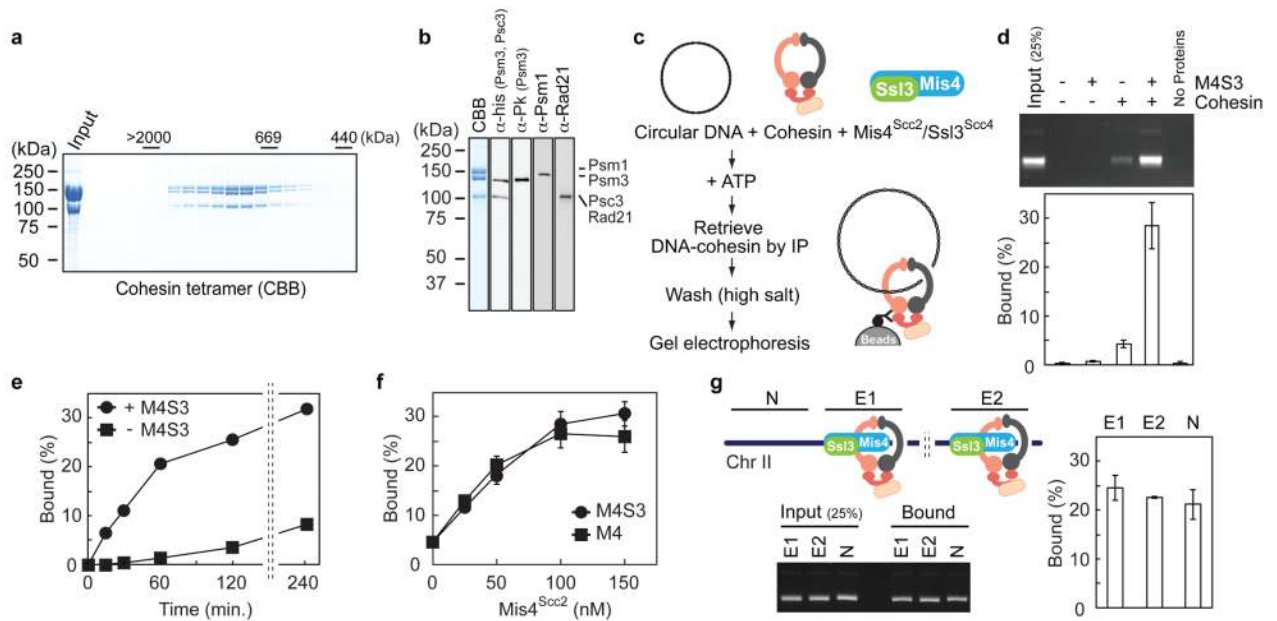 a
Input
>2000 669 440 (kDa)
(kDa)
250
150
100
75
50
Cohesin tetramer (CBB)
b
CBB
α-his (Psm3, Psc3)
α-Pk (Psm3)
α-Psm1
α-Rad21
(kDa)
250
150
100
75
50
37
Psm1
Psm3
Psc3
Rad21
c
Ssl3 Mis4
Circular DNA + Cohesin + Mis4Scc2/Ssl3Scc4
+ ATP
Retrieve
DNA-cohesin by IP
Wash (high salt)
Gel electrophoresis
Beads
d
Input (25%)
- + - + M4S3
- - + + Cohesin
No Proteins
Bound (%)
30
20
10
0
e
+ M4S3
- M4S3
Bound (%)
30
20
10
0
0 60 120 240
Time (min.)
f
Bound (%)
30
20
10
0
M4S3
M4
0 50 100 150
Mis4Scc2 (nM)
g
N E1 E2
Ssl3 Mis4 Ssl3 Mis4
Chr II
Input (25%) Bound
E1 E2 N E1 E2 N
E1 E2 N
Bound (%)
30
20
10
0